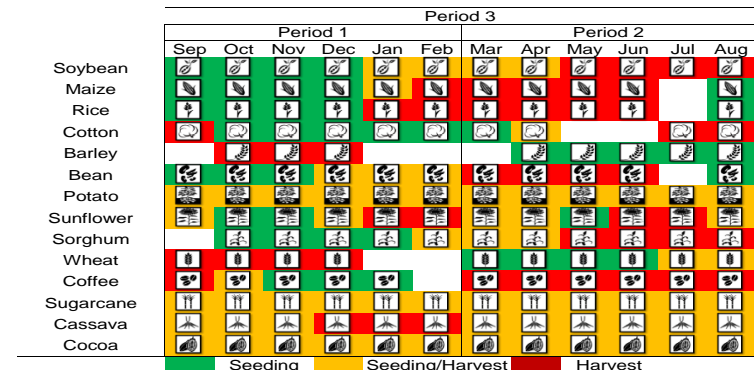 Period 3
Period 1 Period 2
Sep Oct Nov Dec Jan Feb Mar Apr May Jun Jul Aug
Soybean
Maize
Rice
Cotton
Barley
Bean
Potato
Sunflower
Sorghum
Wheat
Coffee
Sugarcane
Cassava
Cocoa
Seeding Seeding/Harvest Harvest